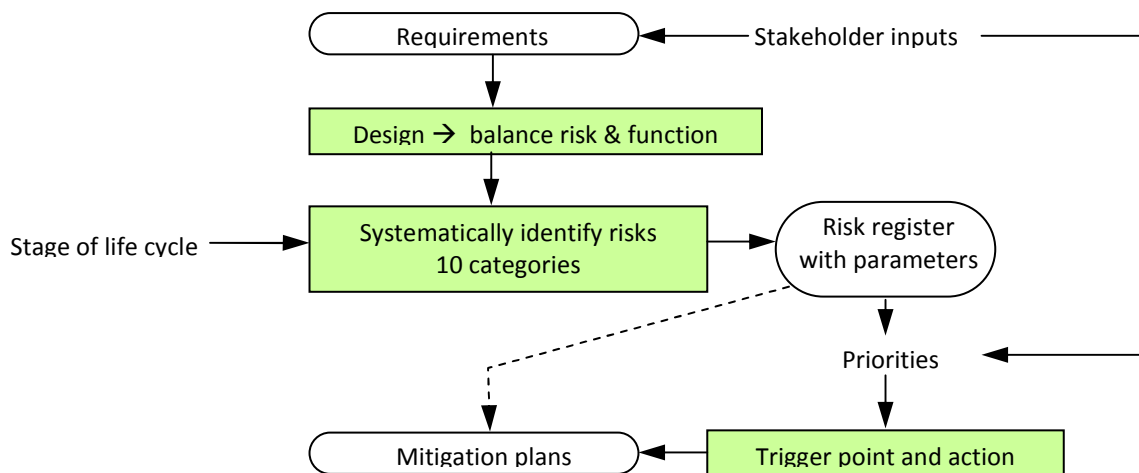 Requirements
Stakeholder inputs
Design → balance risk & function
Stage of life cycle
Systematically identify risks
10 categories
Risk register
with parameters
Priorities
Mitigation plans
Trigger point and action